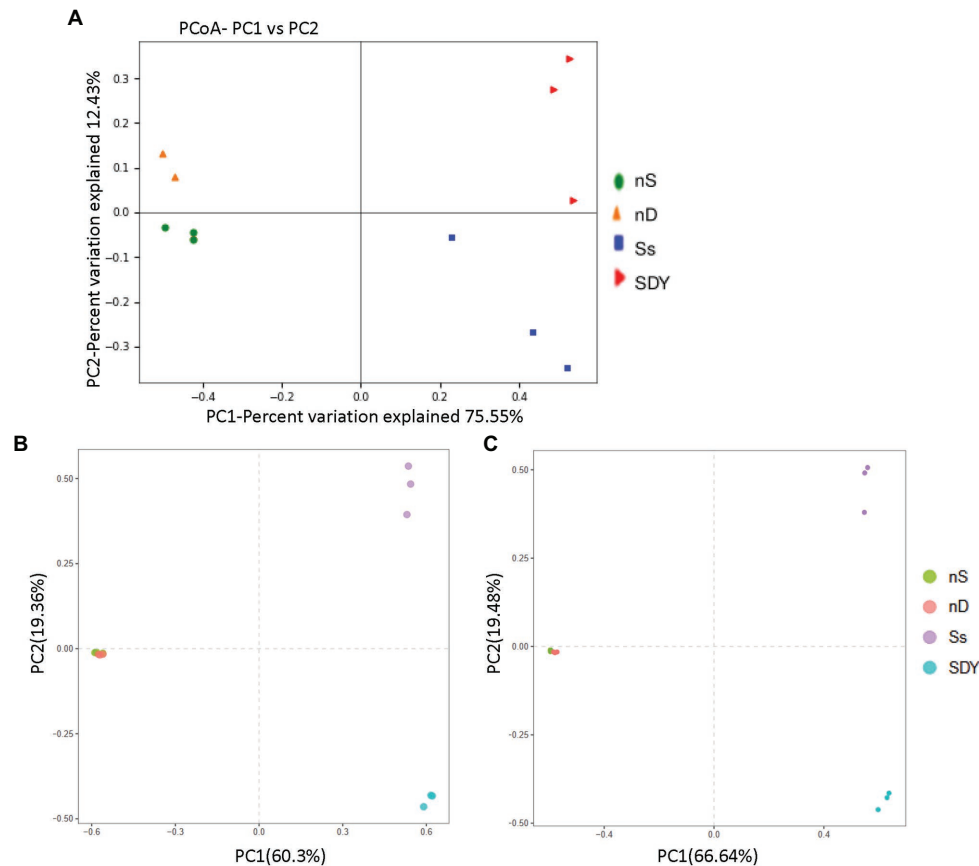 A
PCoA- PC1 vs PC2
PC2-Percent variation explained 12.43%
0.3
0.2
0.1
0.0
−0.1
−0.2
−0.3
−0.4
−0.2
0.0
0.2
0.4
PC1-Percent variation explained 75.55%
nS
nD
Ss
SDY
B
PC2(19.36%)
0.50
0.25
0.00
-0.25
-0.50
-0.6
-0.3
0.0
0.3
0.6
PC1(60.3%)
C
PC2(19.48%)
0.50
0.25
0.00
-0.25
-0.50
-0.4
0.0
0.4
PC1(66.64%)
nS
nD
Ss
SDY